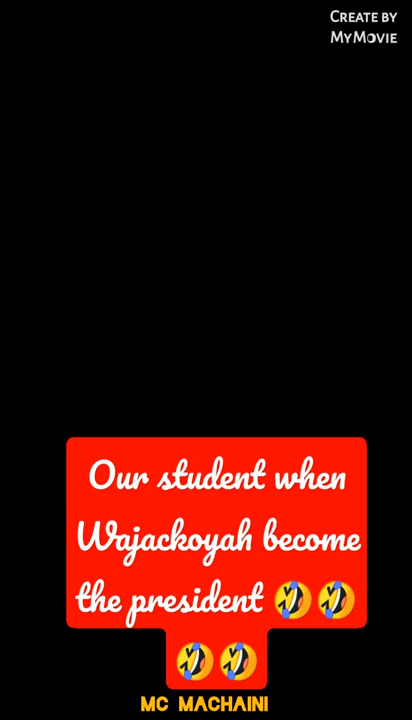 CREATE BY
MYMOVIE
Our student when
Wajackoyah become
the president 🤣🤣
🤣🤣
MC MACHAINI